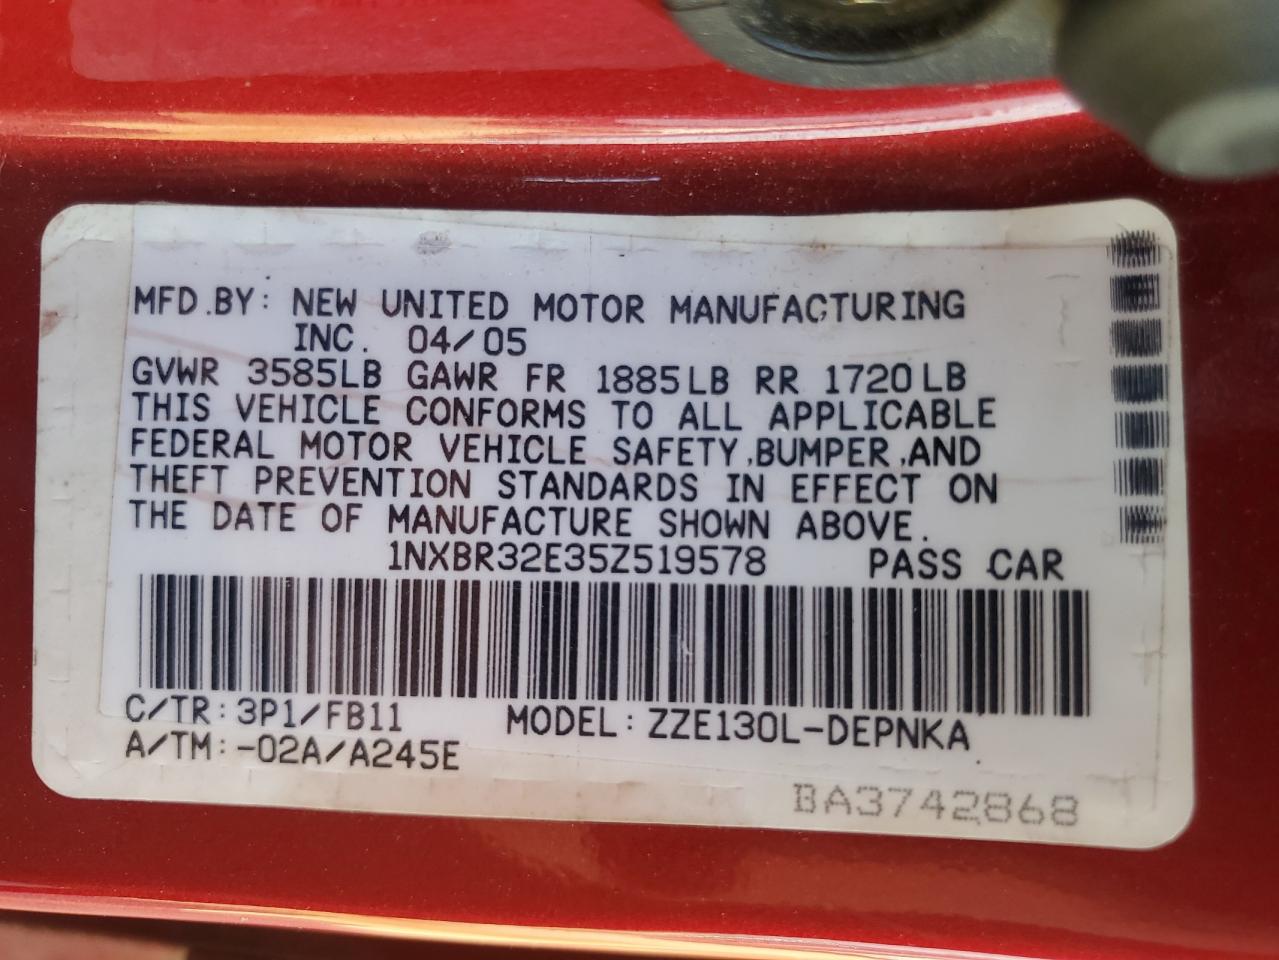 MFD.BY: NEW UNITED MOTOR MANUFACTURING
INC. 04/05
GVWR 3585LB GAWR FR 1885LB RR 1720LB
THIS VEHICLE CONFORMS TO ALL APPLICABLE
FEDERAL MOTOR VEHICLE SAFETY,BUMPER,AND
THEFT PREVENTION STANDARDS IN EFFECT ON
THE DATE OF MANUFACTURE SHOWN ABOVE.
1NXBR32E35Z519578 PASS CAR
C/TR:3P1/FB11 MODEL:ZZE130L-DEPNKA
A/TM:-02A/A245E
BA3742868